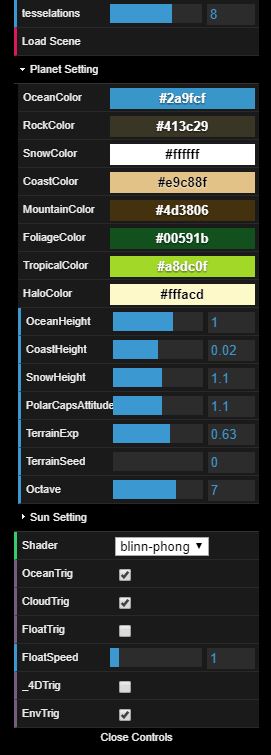 tesselations 8
Load Scene
Planet Setting
OceanColor #2a9fcf
RockColor #413c29
SnowColor #ffffff
CoastColor #e9c88f
MountainColor #4d3806
FoliageColor #00591b
TropicalColor #a8dc0f
HaloColor #fffacd
OceanHeight 1
CoastHeight 0.02
SnowHeight 1.1
PolarCapsAttitude 1.1
TerrainExp 0.63
TerrainSeed 0
Octave 7
Sun Setting
Shader blinn-phong
OceanTrig
CloudTrig
FloatTrig
FloatSpeed 1
_4DTrig
EnvTrig
Close Controls